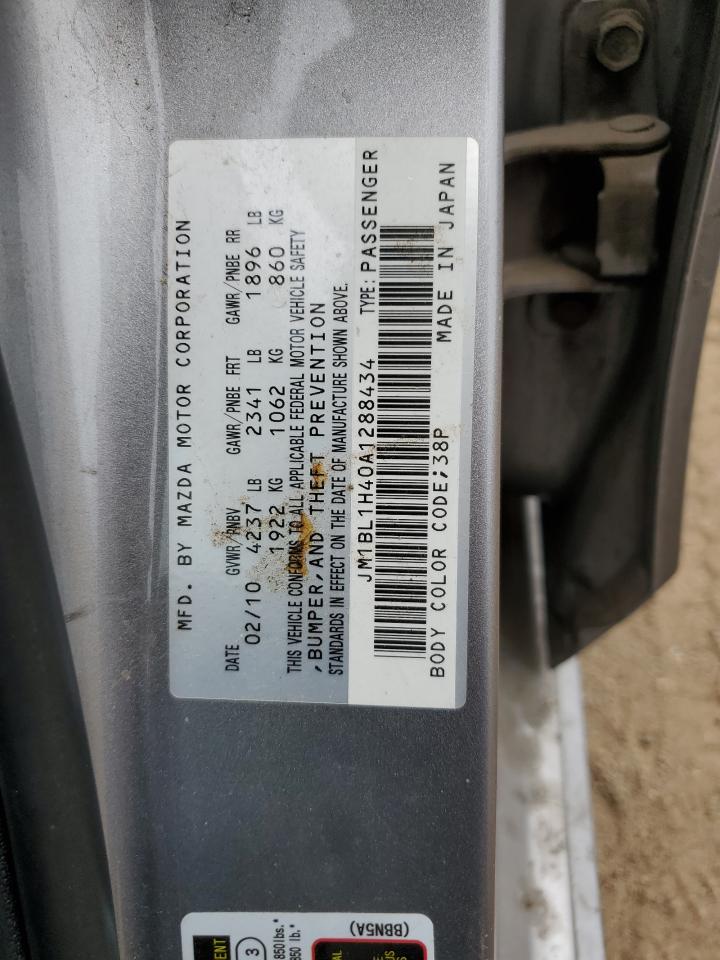 MFD. BY MAZDA MOTOR CORPORATION
DATE GVWR/PNBV GAWR/PNBE FRT GAWR/PNBE RR
02/10 4237 LB 2341 LB 1896 LB
1922 KG 1062 KG 860 KG
THIS VEHICLE CONFORMS TO ALL APPLICABLE FEDERAL MOTOR VEHICLE SAFETY
,BUMPER,AND THEFT PREVENTION
STANDARDS IN EFFECT ON THE DATE OF MANUFACTURE SHOWN ABOVE.
JM1BL1H40A1288434 TYPE: PASSENGER
BODY COLOR CODE;38P MADE IN JAPAN
3
850lbs.*
(BBN5A)